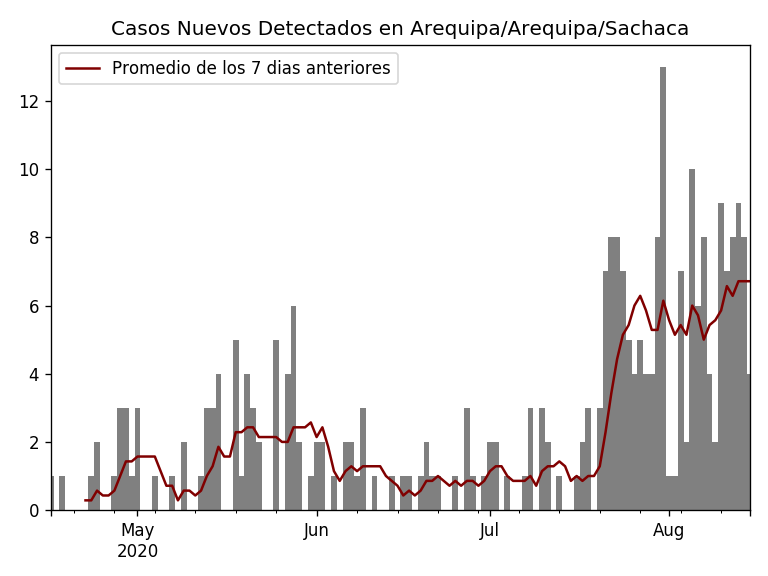 Casos Nuevos Detectados en Arequipa/Arequipa/Sachaca
Promedio de los 7 dias anteriores
12
10
8
6
4
2
0
May
2020
Jun
Jul
Aug